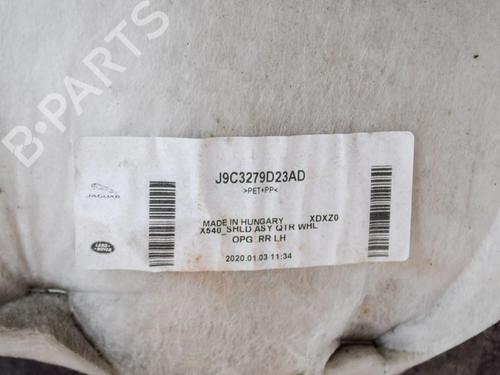 B-PARTS
J9C3279D23AD
>PET+PP<
JAGUAR
MADE IN HUNGARY XDXZ0
X540_SHLD ASY QTR WHL
OPG RR LH
LAND ROVER
2020.01.03 11:34